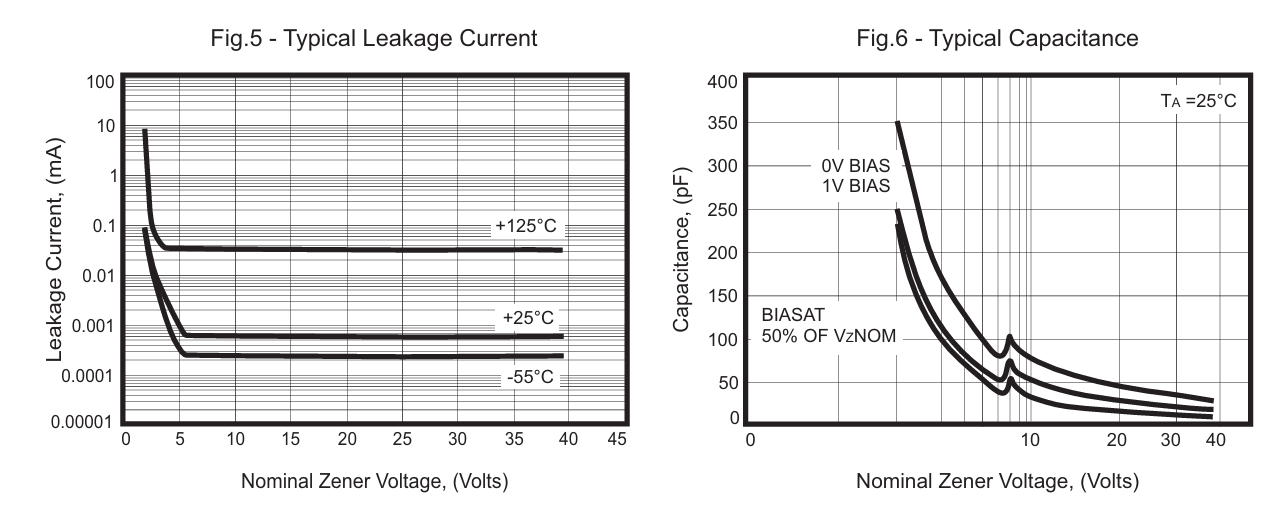 Fig.5 - Typical Leakage Current
100
10
1
0.1
0.01
0.001
0.0001
0.00001
Leakage Current, (mA)
+125°C
+25°C
-55°C
0 5 10 15 20 25 30 35 40 45
Nominal Zener Voltage, (Volts)
Fig.6 - Typical Capacitance
400
350
300
250
200
150
100
50
0
Capacitance, (pF)
TA =25°C
0V BIAS
1V BIAS
BIASAT
50% OF VZNOM
0 10 20 30 40
Nominal Zener Voltage, (Volts)